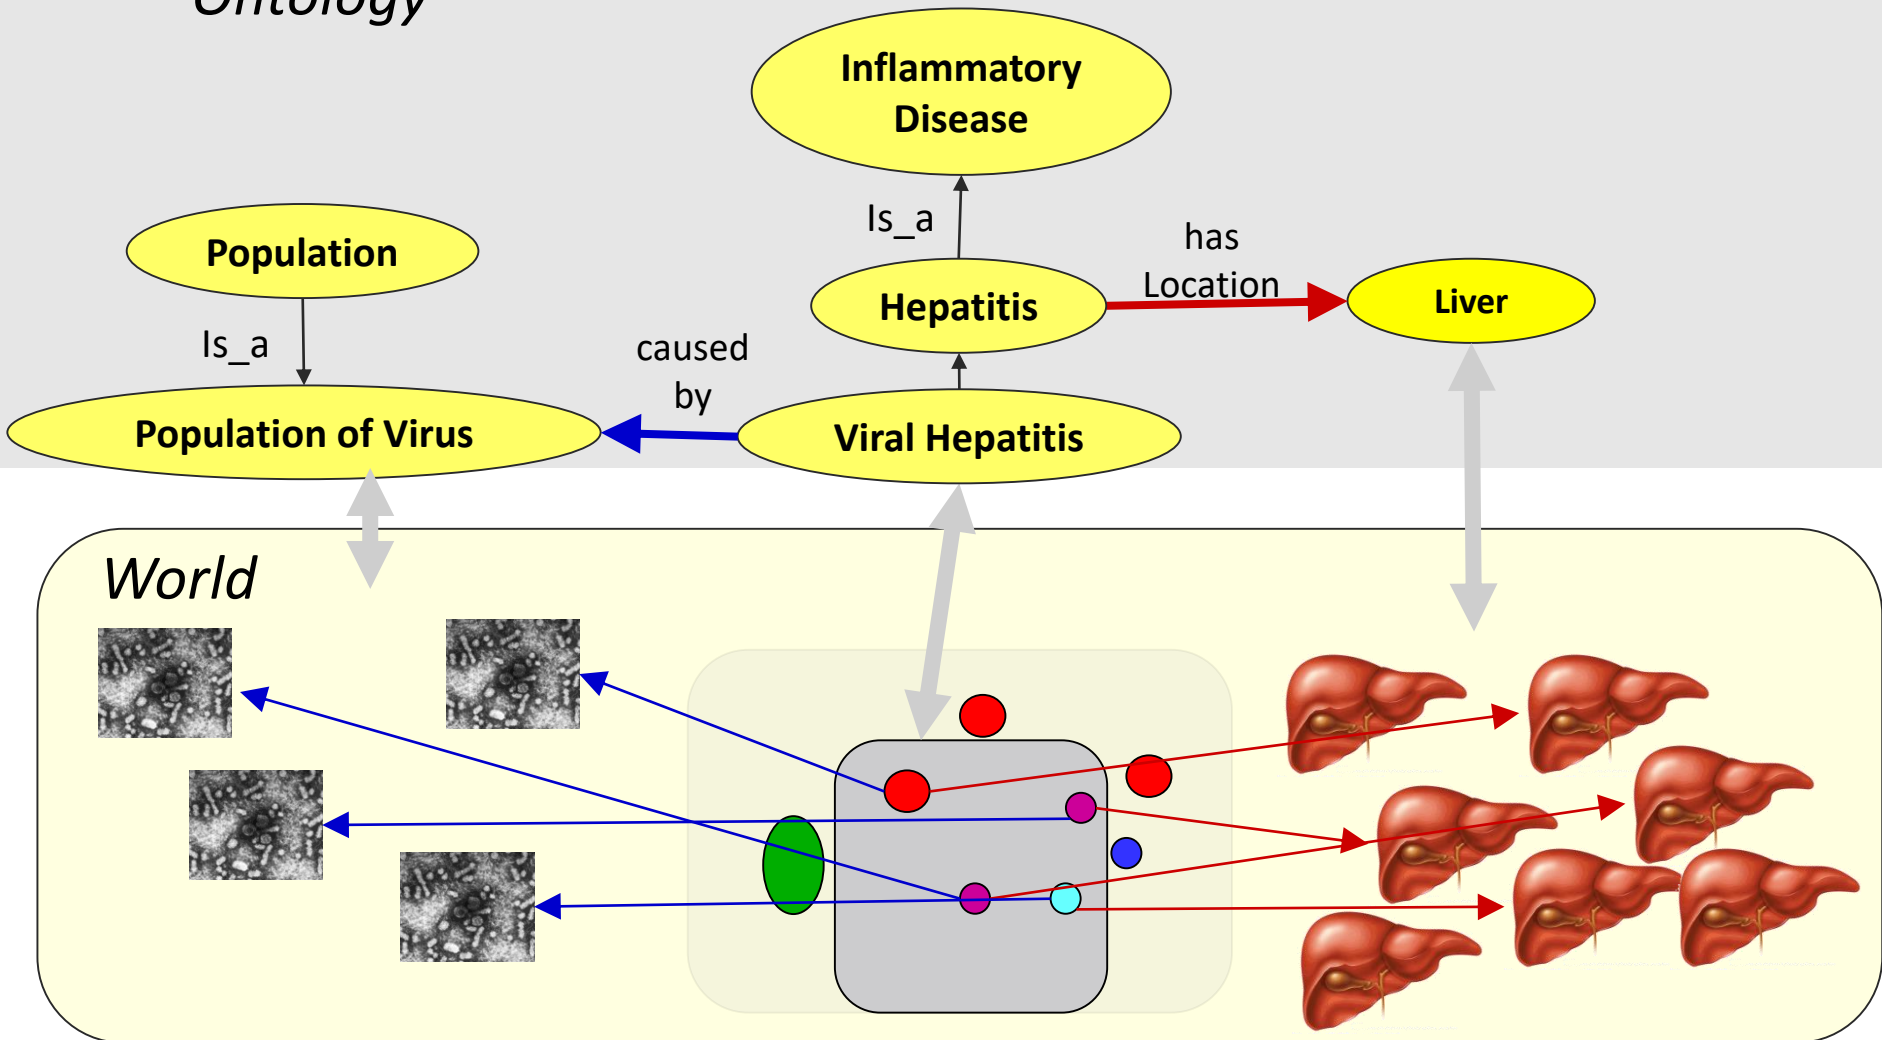 Ontology
Inflammatory
Disease
Is_a
Population
has
Location
Hepatitis
Liver
Is_a
caused
by
Population of Virus
Viral Hepatitis
World